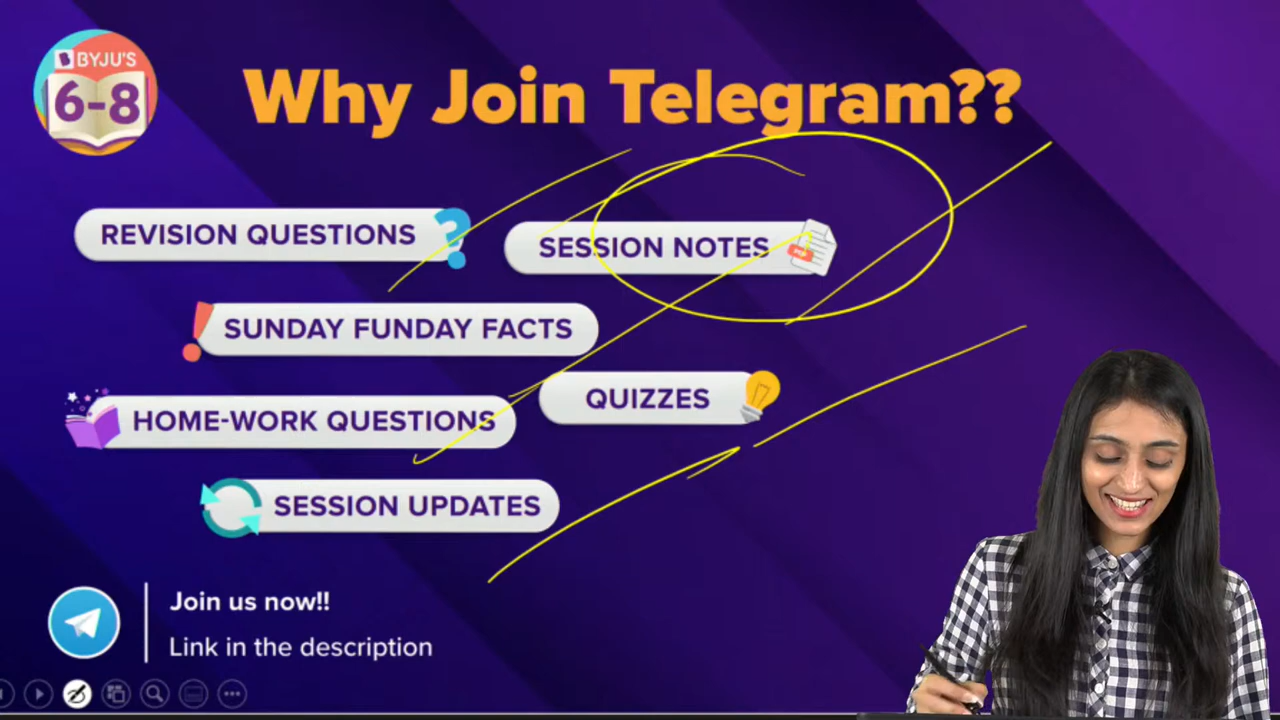 BYJU'S
6-8
Why Join Telegram??
REVISION QUESTIONS
SESSION NOTES
SUNDAY FUNDAY FACTS
QUIZZES
HOME-WORK QUESTIONS
SESSION UPDATES
Join us now!!
Link in the description